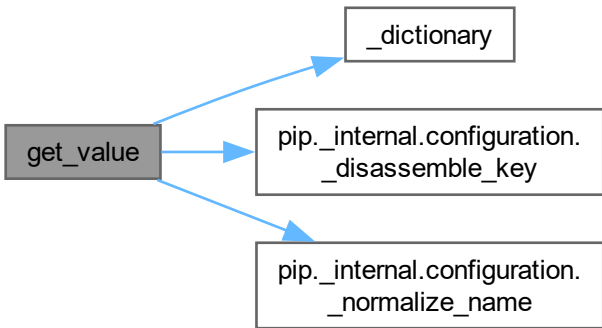 _dictionary
get_value
pip._internal.configuration.
_disassemble_key
pip._internal.configuration.
_normalize_name